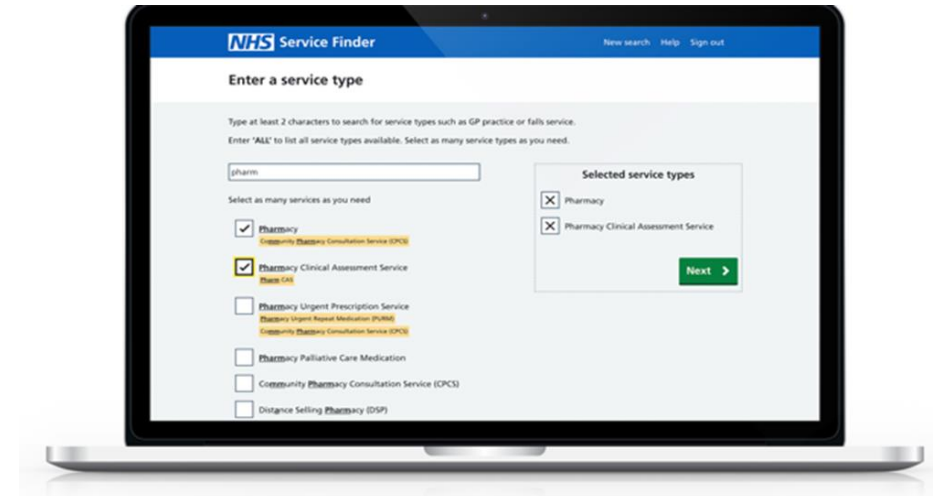 NHS Service Finder
New search Help Sign out
Enter a service type
Type at least 2 characters to search for service types such as GP practice or falls service.
Enter 'ALL' to list all service types available. Select as many service types as you need.
pharm
Select as many services as you need
Pharmacy
Community Pharmacy Consultation Service (CPCS)
Pharmacy Clinical Assessment Service
Pharm CAS
Pharmacy Urgent Prescription Service
Pharmacy Urgent Repeat Medication (PURM)
Community Pharmacy Consultation Service (CPCS)
Pharmacy Palliative Care Medication
Community Pharmacy Consultation Service (CPCS)
Distance Selling Pharmacy (DSP)
Selected service types
Pharmacy
Pharmacy Clinical Assessment Service
Next